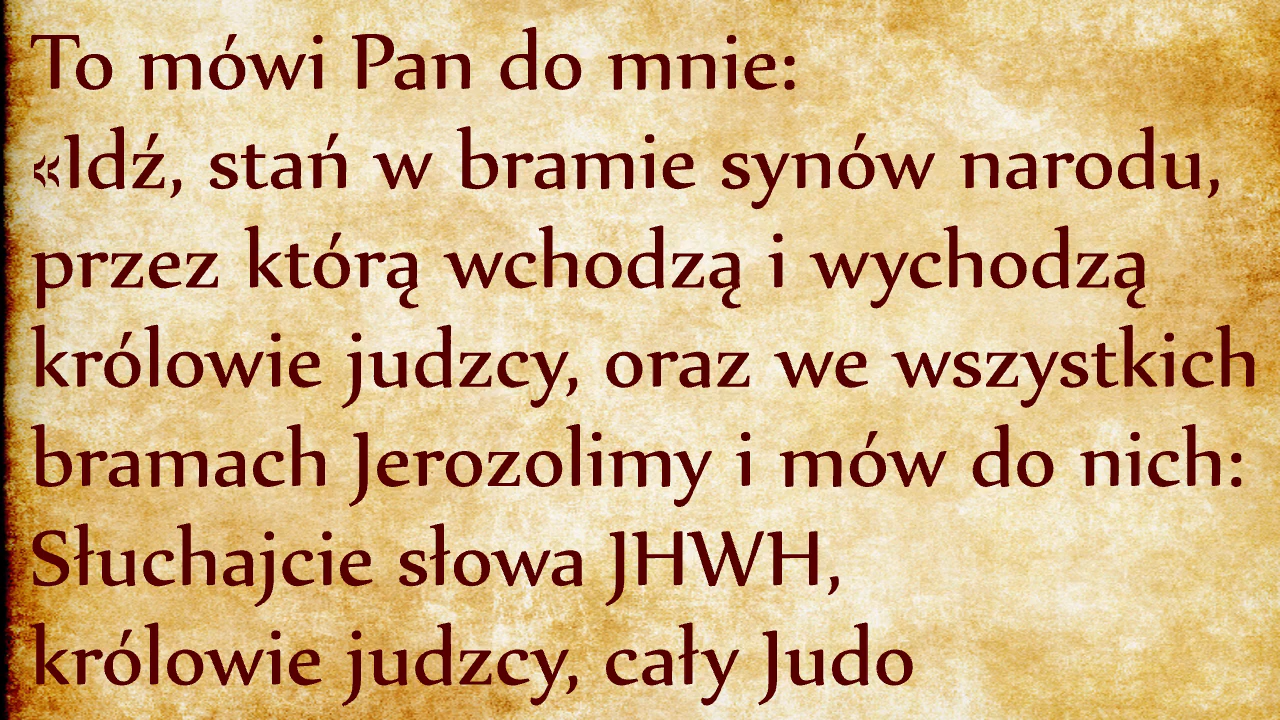 To mówi Pan do mnie:
«Idź, stań w bramie synów narodu,
przez którą wchodzą i wychodzą
królowie judzcy, oraz we wszystkich
bramach Jerozolimy i mów do nich:
Słuchajcie słowa JHWH,
królowie judzcy, cały Judo